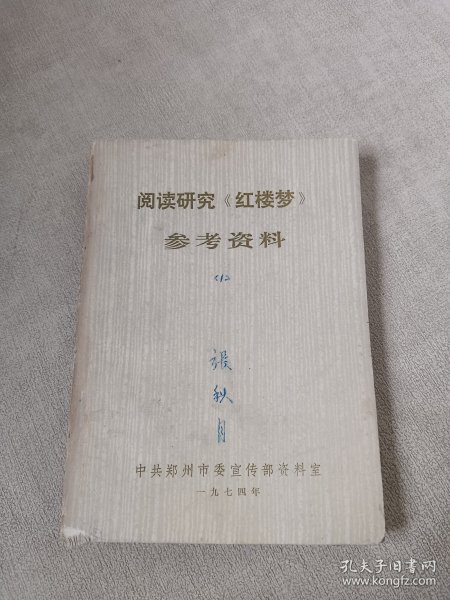 阅读研究《红楼梦》
参考资料
张
秋
月
中共郑州市委宣传部资料室
一九七四年
孔夫子旧书网
www.kongfz.com